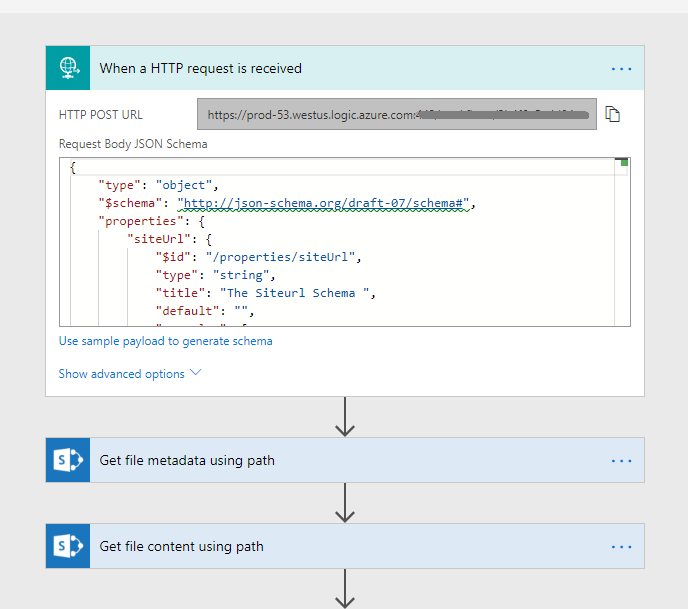 When a HTTP request is received
HTTP POST URL
https://prod-53.westus.logic.azure.com:
Request Body JSON Schema
{
"type": "object",
"$schema": "http://json-schema.org/draft-07/schema#",
"properties": {
"siteUrl": {
"$id": "/properties/siteUrl",
"type": "string",
"title": "The Siteurl Schema ",
"default": "",
Use sample payload to generate schema
Show advanced options
Get file metadata using path
Get file content using path